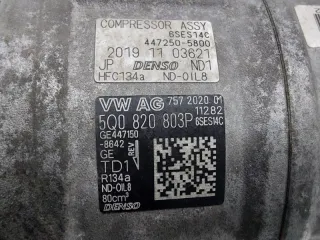 COMPRESSOR ASSY
6SES14C
447250-5800
2019 11 03621
JP DENSO ND1
HFC134a ND-OIL8
VW AG 757 2020 01
11282
5Q0 820 803P 6SES14C
GE447150
-8642
GE
TD1 REV
R134a
ND-OIL8
80cm³
DENSO